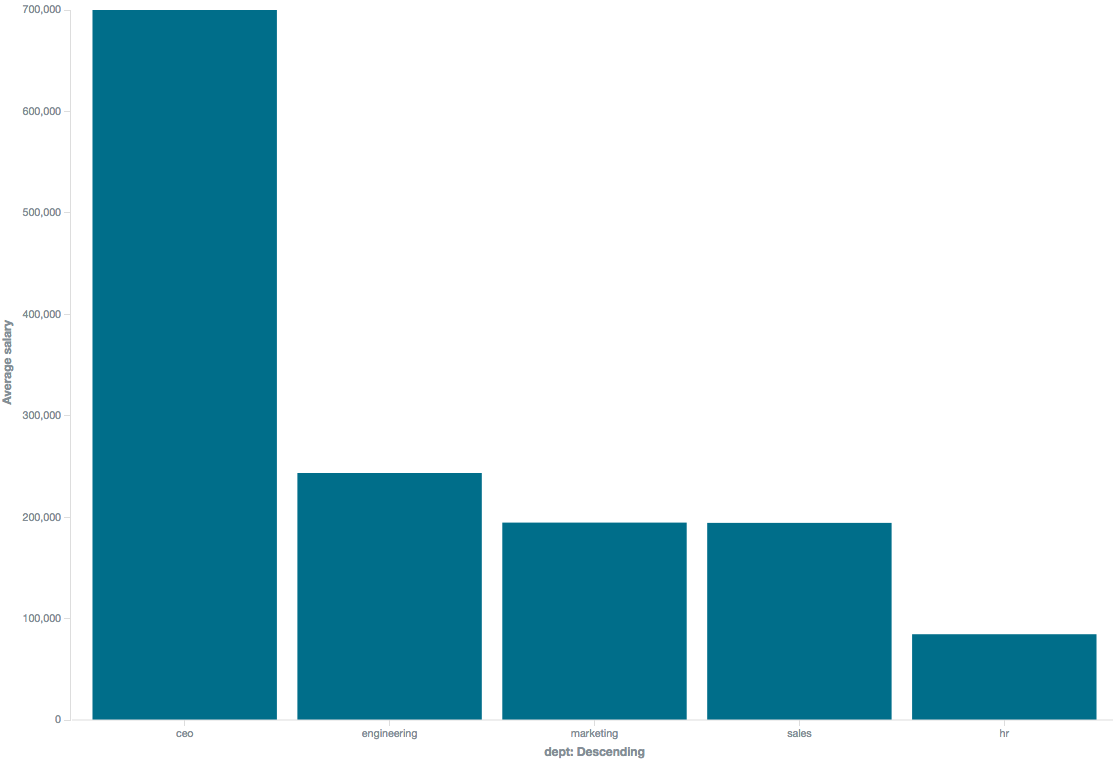 700,000
600,000
500,000
400,000
300,000
200,000
100,000
0
Average salary
ceo
engineering
marketing
sales
hr
dept: Descending